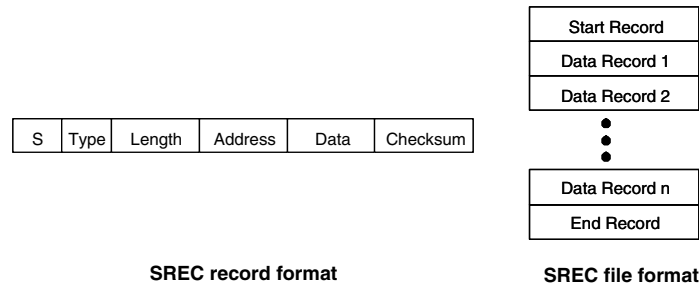 Start Record
Data Record 1
Data Record 2
S Type Length Address Data Checksum
Data Record n
End Record
SREC record format
SREC file format